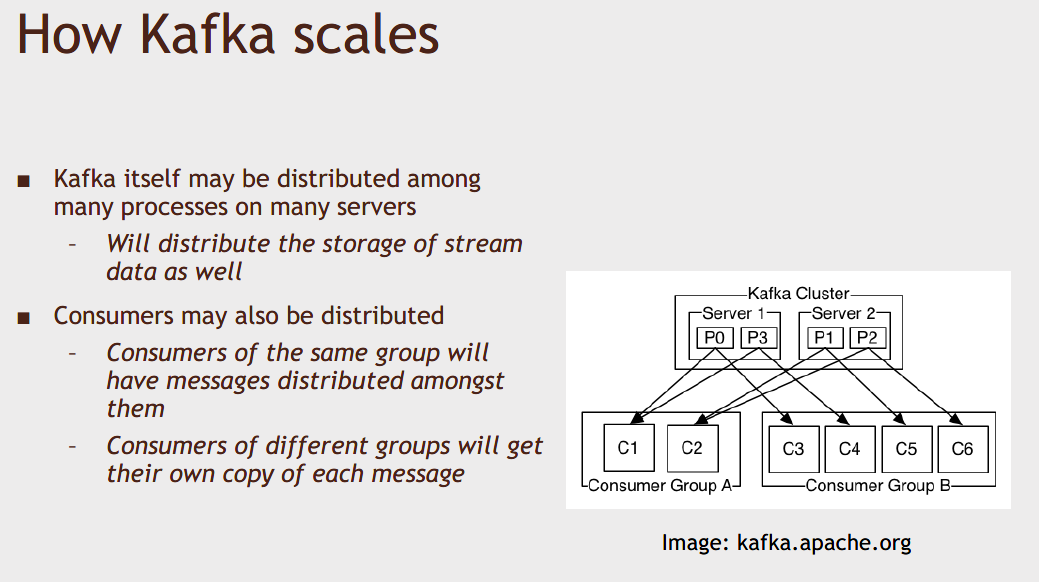 How Kafka scales
■ Kafka itself may be distributed among
many processes on many servers
– Will distribute the storage of stream
data as well
■ Consumers may also be distributed
– Consumers of the same group will
have messages distributed amongst
them
– Consumers of different groups will get
their own copy of each message
Kafka Cluster
Server 1 Server 2
P0 P3 P1 P2
C1 C2 C3 C4 C5 C6
Consumer Group A Consumer Group B
Image: kafka.apache.org